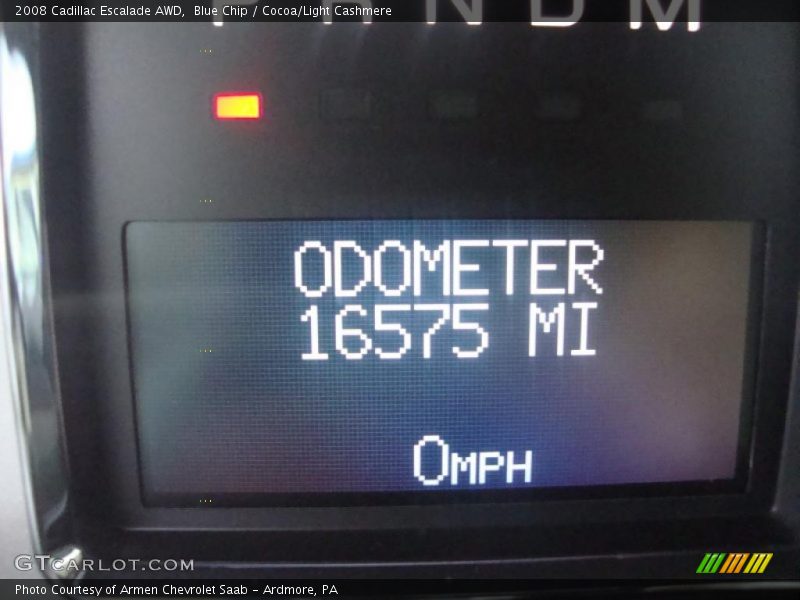 2008 Cadillac Escalade AWD, Blue Chip / Cocoa/Light Cashmere
P R N D M
ODOMETER
16575 MI
0MPH
GTCARLOT.COM
Photo Courtesy of Armen Chevrolet Saab - Ardmore, PA